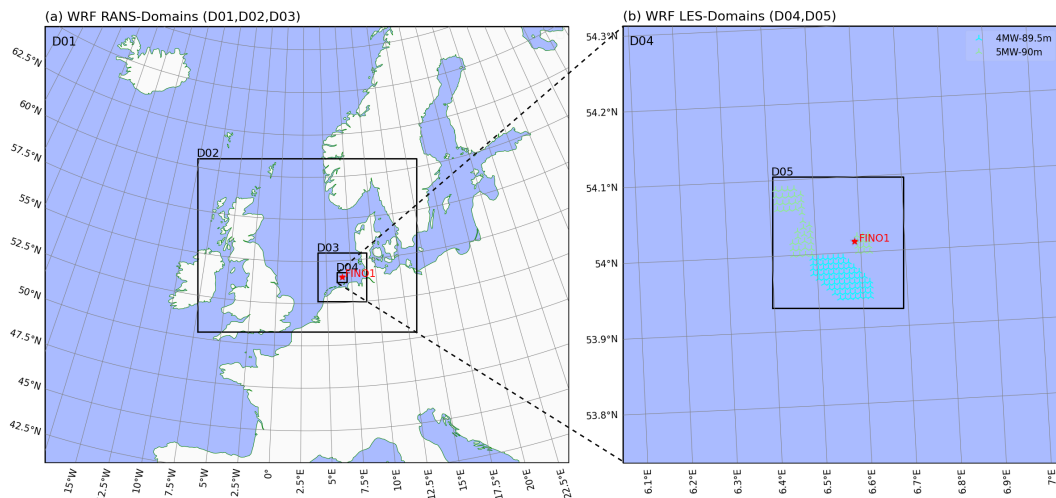 (a) WRF RANS-Domains (D01,D02,D03)
D01
62.5°N
60°N
57.5°N
55°N
52.5°N
50°N
47.5°N
45°N
42.5°N
D02
D03
D04
FINO1
15°W
10°W
5°W
2.5°W
0°
2.5°E
5°E
7.5°E
10°E
12.5°E
15°E
17.5°E
20°E
22.5°E
(b) WRF LES-Domains (D04,D05)
D04
4MW-89.5m
5MW-90m
54.3°N
54.2°N
54.1°N
54°N
53.9°N
53.8°N
D05
FINO1
6.1°E
6.2°E
6.3°E
6.4°E
6.5°E
6.6°E
6.7°E
6.8°E
6.9°E
7°E